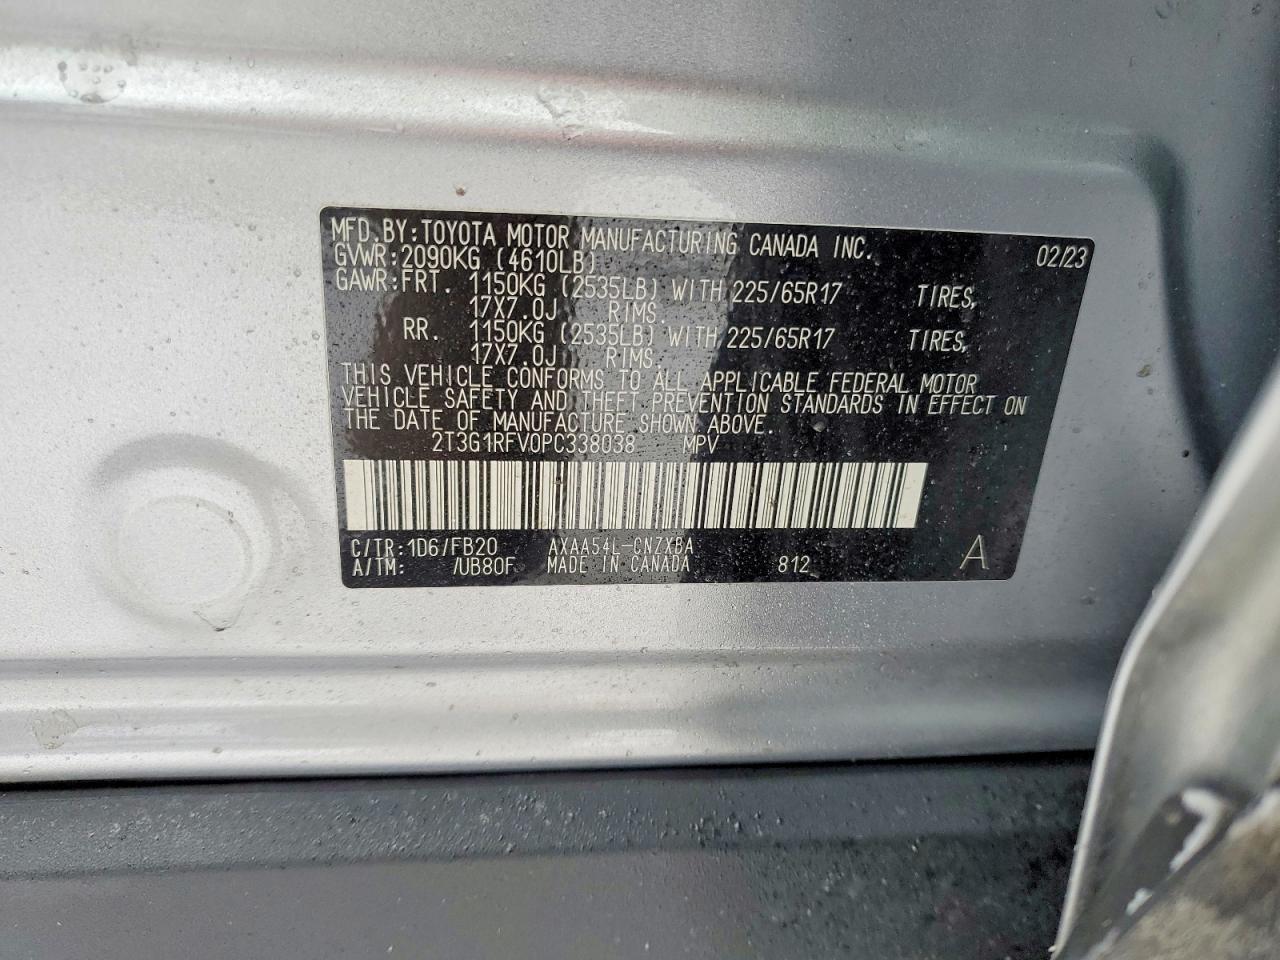 MFD.BY:TOYOTA MOTOR MANUFACTURING CANADA INC. 02/23
GVWR:2090KG (4610LB)
GAWR:FRT. 1150KG (2535LB) WITH 225/65R17 TIRES,
17X7.0J RIMS.
RR. 1150KG (2535LB) WITH 225/65R17 TIRES,
17X7.0J RIMS.
THIS VEHICLE CONFORMS TO ALL APPLICABLE FEDERAL MOTOR
VEHICLE SAFETY AND THEFT PREVENTION STANDARDS IN EFFECT ON
THE DATE OF MANUFACTURE SHOWN ABOVE.
2T3G1RFV0PC338038 MPV
C/TR:1D6/FB20 AXAA54L-CNZXBA
A/TM: /UB80F MADE IN CANADA 812 A